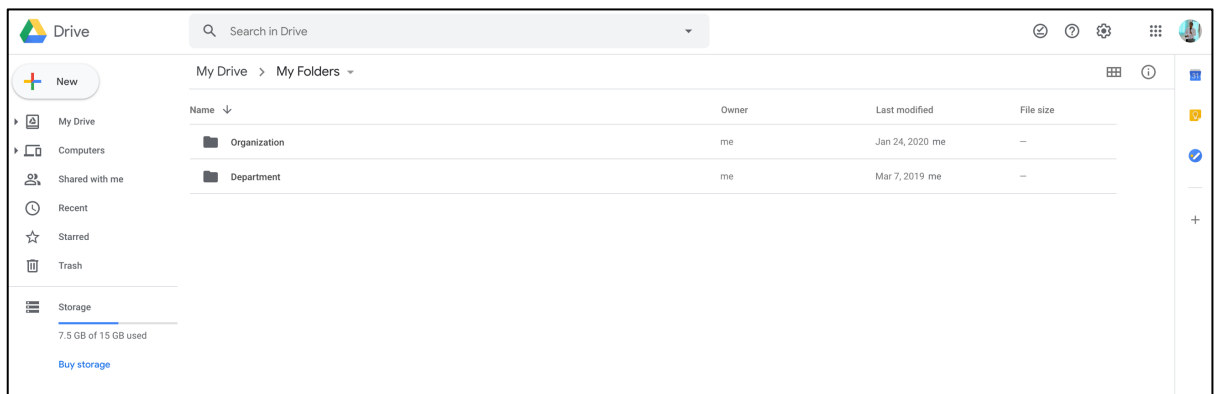 Drive
Search in Drive
New
My Drive
Computers
Shared with me
Recent
Starred
Trash
Storage
7.5 GB of 15 GB used
Buy storage
My Drive > My Folders
Name Owner Last modified File size
Organization me Jan 24, 2020 me –
Department me Mar 7, 2019 me –
31